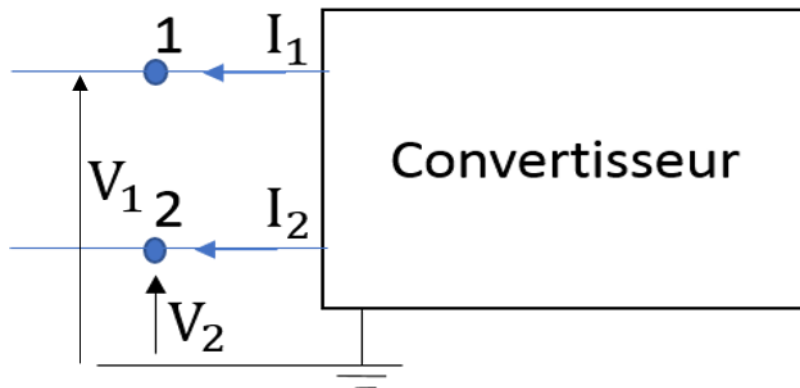 1 I₁
V₁
Convertisseur
2 I₂
V₂